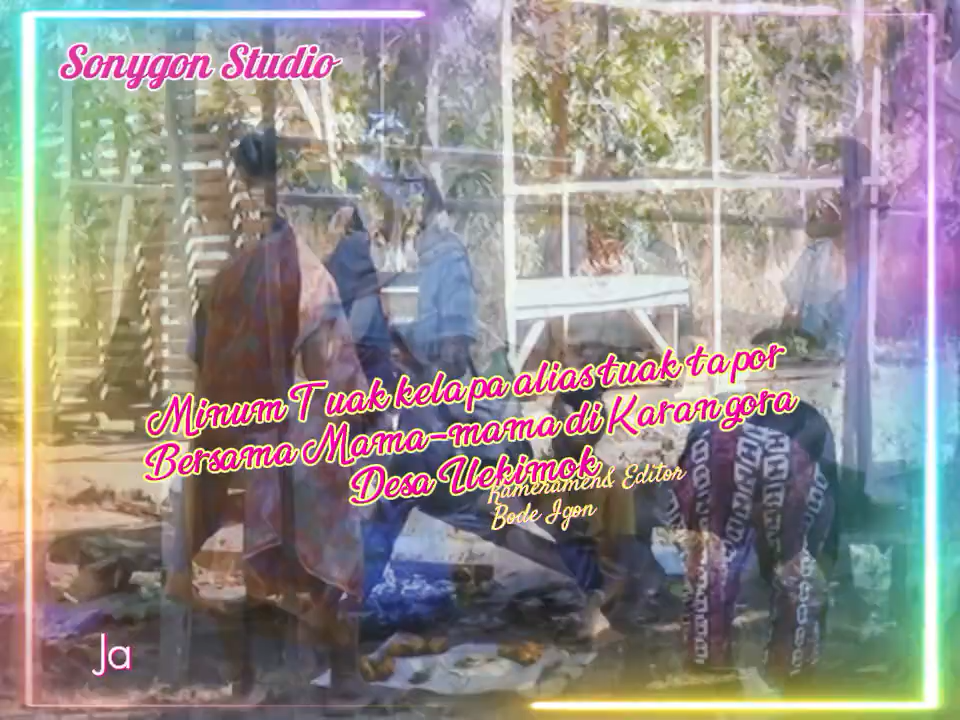 Sonygon Studio
Minum Tuak kelapa alias tuak tapor
Bersama Mama-mama di Karangora
Desa Uekimok
Kameramen& Editor
Bode Igon
Ja